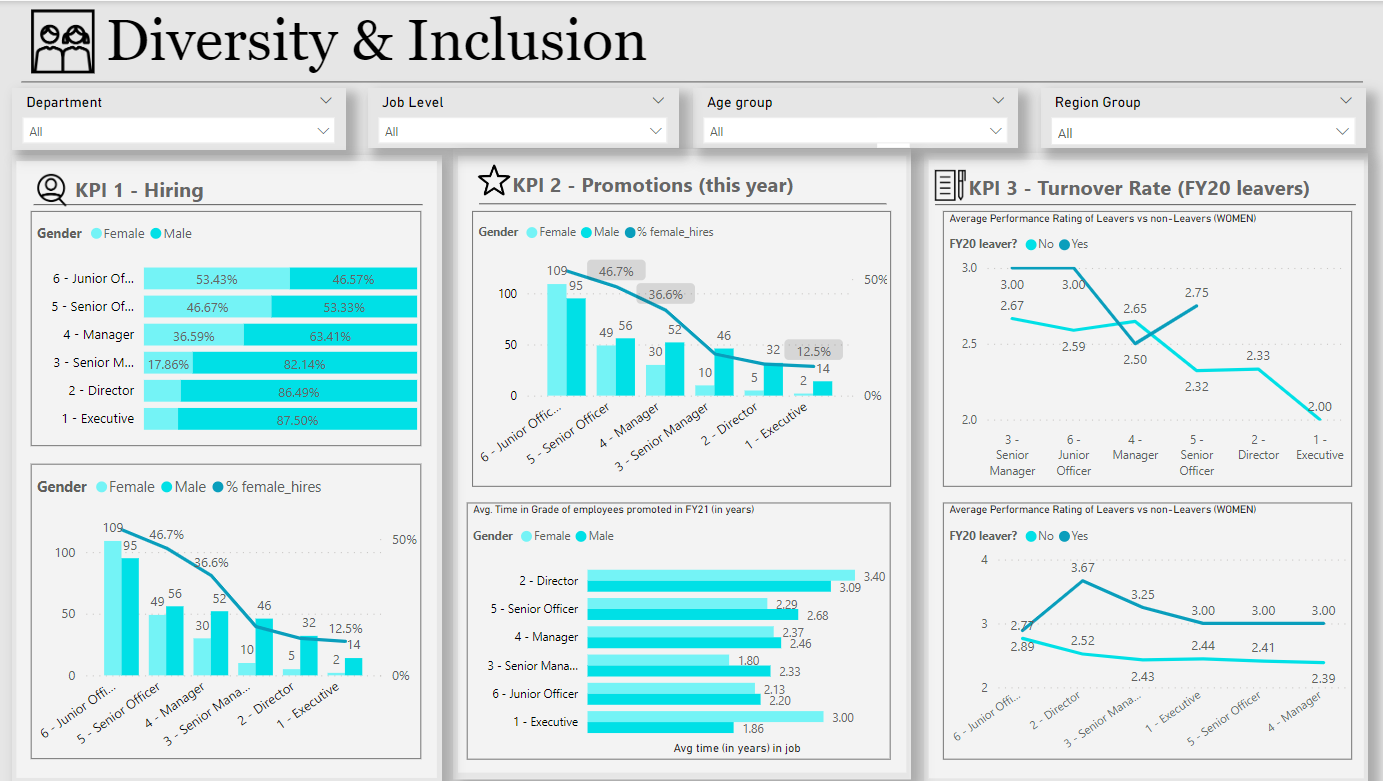 Diversity & Inclusion
Department
All
Job Level
All
Age group
All
Region Group
All
KPI 1 - Hiring
Gender Female Male
6 - Junior Of... 53.43% 46.57%
5 - Senior Of... 46.67% 53.33%
4 - Manager 36.59% 63.41%
3 - Senior M... 17.86% 82.14%
2 - Director 86.49%
1 - Executive 87.50%
Gender Female Male % female_hires
109 95 46.7% 50%
100 36.6%
49 56 52 46
50 30 32 12.5%
10 5 2 14
0 0%
6 - Junior Offi... 5 - Senior Officer 4 - Manager 3 - Senior Mana... 2 - Director 1 - Executive
KPI 2 - Promotions (this year)
Gender Female Male % female_hires
109 46.7% 50%
95 36.6%
100
49 56 52 46
50 30 32 12.5%
10 5 2 14
0 0%
6 - Junior Offic... 5 - Senior Officer 4 - Manager 3 - Senior Manager 2 - Director 1 - Executive
Avg. Time in Grade of employees promoted in FY21 (in years)
Gender Female Male
2 - Director 3.40
3.09
5 - Senior Officer 2.29
2.68
4 - Manager 2.37
2.46
3 - Senior Mana... 1.80
2.33
6 - Junior Officer 2.13
2.20
1 - Executive 3.00
1.86
Avg time (in years) in job
KPI 3 - Turnover Rate (FY20 leavers)
Average Performance Rating of Leavers vs non-Leavers (WOMEN)
FY20 leaver? No Yes
3.0
3.00 3.00 2.75
2.67 2.65
2.5 2.59 2.50 2.33
2.32 2.00
2.0
3 - Senior Manager 6 - Junior Officer 4 - Manager 5 - Senior Officer 2 - Director 1 - Executive
Average Performance Rating of Leavers vs non-Leavers (WOMEN)
FY20 leaver? No Yes
4
3.67 3.25 3.00 3.00 3.00
3 2.77
2.89 2.52 2.44 2.41
2.43 2.39
2
6 - Junior Offi... 2 - Director 3 - Senior Mana... 1 - Executive 5 - Senior Officer 4 - Manager